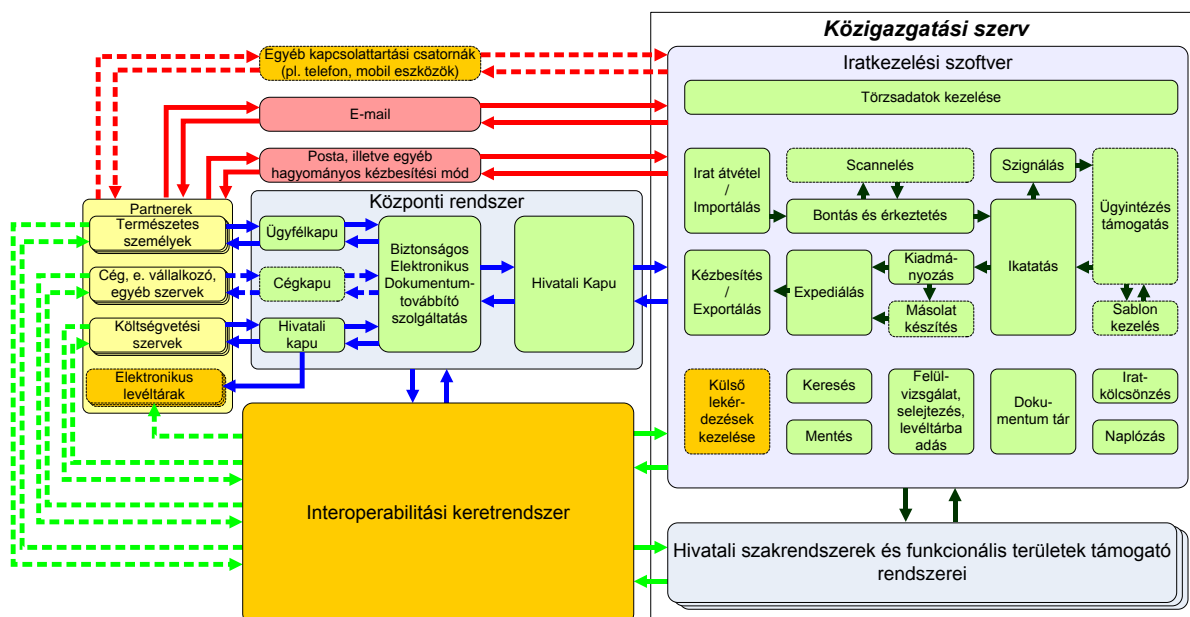 Közigazgatási szerv
Egyéb kapcsolattartási csatornák
(pl. telefon, mobil eszközök)
E-mail
Posta, illetve egyéb
hagyományos kézbesítési mód
Partnerek
Természetes
személyek
Cég, e. vállalkozó,
egyéb szervek
Költségvetési
szervek
Elektronikus
levéltárak
Központi rendszer
Ügyfélkapu
Cégkapu
Hivatali
kapu
Biztonságos
Elektronikus
Dokumentum-
továbbító
szolgáltatás
Hivatali Kapu
Interoperabilitási keretrendszer
Iratkezelési szoftver
Törzsadatok kezelése
Irat átvétel
/
Importálás
Scannelés
Bontás és érkeztetés
Szignálás
Ügyintézés
támogatás
Kézbesítés
/
Exportálás
Expediálás
Kiadmá-
nyozás
Másolat
készítés
Ikatatás
Sablon
kezelés
Külső
lekér-
dezések
kezelése
Keresés
Mentés
Felül-
vizsgálat,
selejtezés,
levéltárba
adás
Doku-
mentum tár
Irat-
kölcsönzés
Naplózás
Hivatali szakrendszerek és funkcionális területek támogató
rendszerei